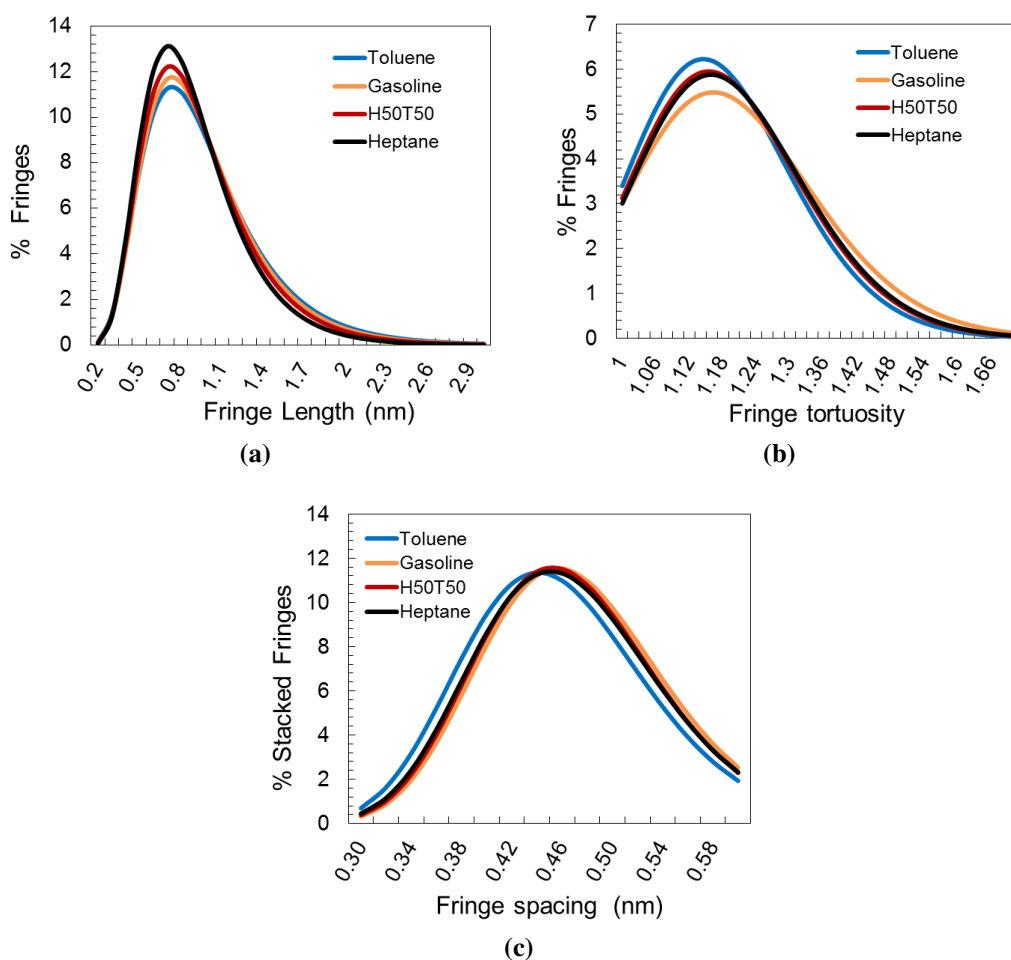 14
12
10
8
6
4
2
0
% Fringes
Toluene
Gasoline
H50T50
Heptane
0.2
0.5
0.8
1.1
1.4
1.7
2
2.3
2.6
2.9
Fringe Length (nm)
(a)
7
6
5
4
3
2
1
0
% Fringes
Toluene
Gasoline
H50T50
Heptane
1
1.06
1.12
1.18
1.24
1.3
1.36
1.42
1.48
1.54
1.6
1.66
Fringe tortuosity
(b)
14
12
10
8
6
4
2
0
% Stacked Fringes
Toluene
Gasoline
H50T50
Heptane
0.30
0.34
0.38
0.42
0.46
0.50
0.54
0.58
Fringe spacing (nm)
(c)